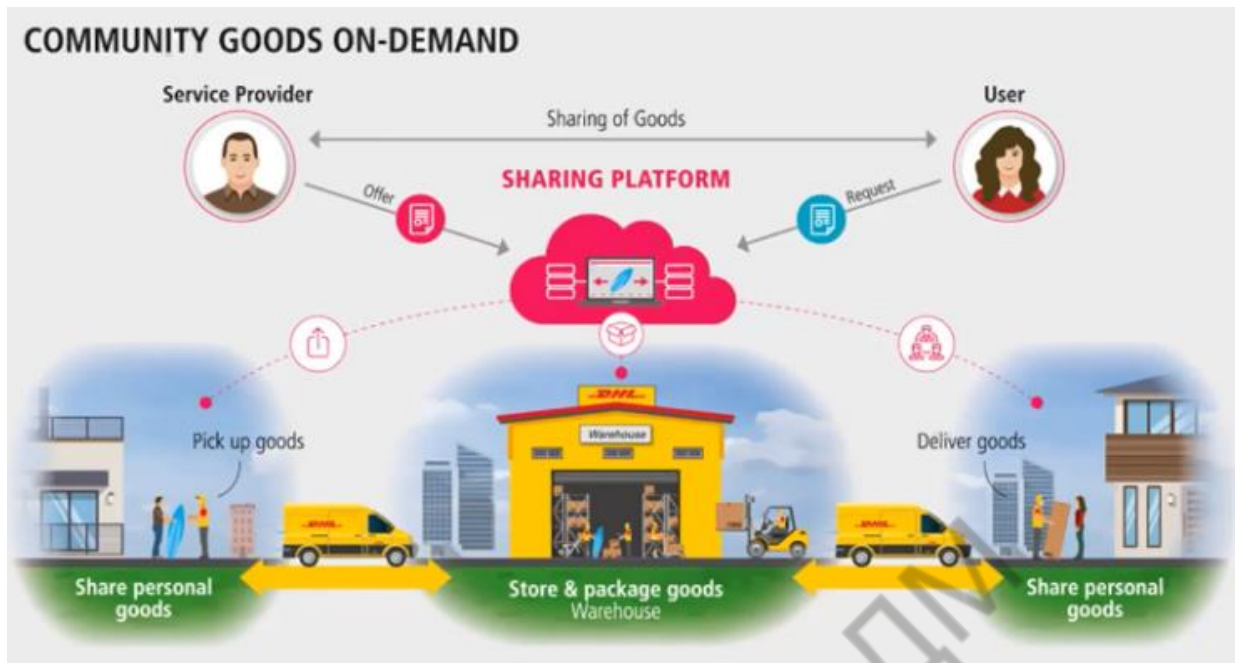 COMMUNITY GOODS ON-DEMAND
Service Provider
User
Sharing of Goods
SHARING PLATFORM
Offer
Request
DHL
Warehouse
Pick up goods
Deliver goods
DHL
DHL
Share personal
goods
Store & package goods
Warehouse
Share personal
goods
ДМ